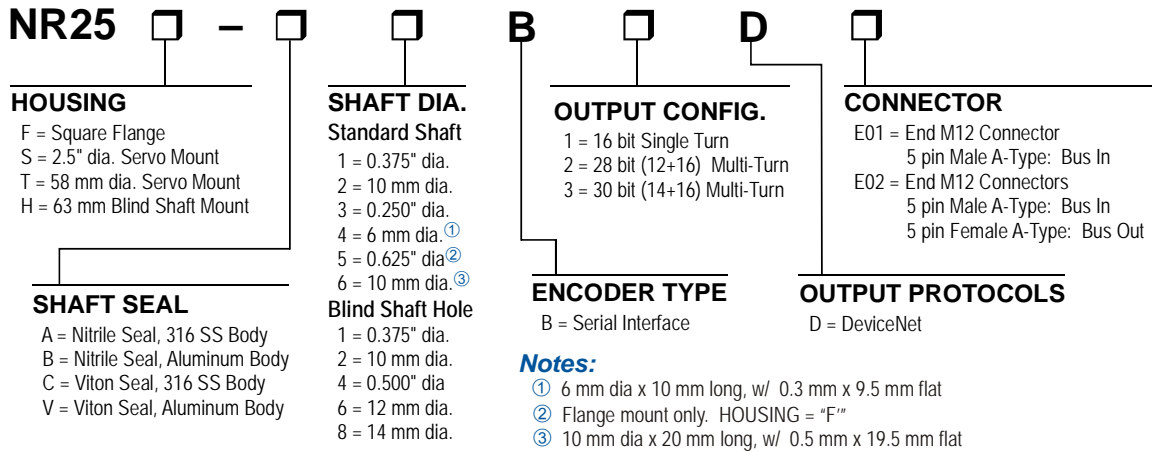 NR25 □ – □ □ B □ D □
HOUSING
F = Square Flange
S = 2.5" dia. Servo Mount
T = 58 mm dia. Servo Mount
H = 63 mm Blind Shaft Mount
SHAFT SEAL
A = Nitrile Seal, 316 SS Body
B = Nitrile Seal, Aluminum Body
C = Viton Seal, 316 SS Body
V = Viton Seal, Aluminum Body
SHAFT DIA.
Standard Shaft
1 = 0.375" dia.
2 = 10 mm dia.
3 = 0.250" dia.
4 = 6 mm dia.①
5 = 0.625" dia②
6 = 10 mm dia.③
Blind Shaft Hole
1 = 0.375" dia.
2 = 10 mm dia.
4 = 0.500" dia
6 = 12 mm dia.
8 = 14 mm dia.
OUTPUT CONFIG.
1 = 16 bit Single Turn
2 = 28 bit (12+16) Multi-Turn
3 = 30 bit (14+16) Multi-Turn
ENCODER TYPE
B = Serial Interface
CONNECTOR
E01 = End M12 Connector
5 pin Male A-Type: Bus In
E02 = End M12 Connectors
5 pin Male A-Type: Bus In
5 pin Female A-Type: Bus Out
OUTPUT PROTOCOLS
D = DeviceNet
Notes:
① 6 mm dia x 10 mm long, w/ 0.3 mm x 9.5 mm flat
② Flange mount only. HOUSING = “F'”
③ 10 mm dia x 20 mm long, w/ 0.5 mm x 19.5 mm flat